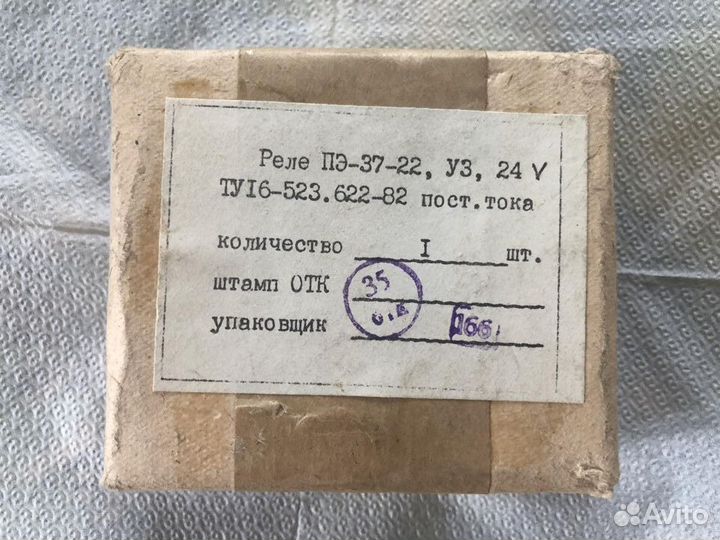 Реле ПЭ-37-22, У3, 24 V
ТУI6-523.622-82 пост.тока
количество I шт.
штамп ОТК 35
упаковщик 166
Avito